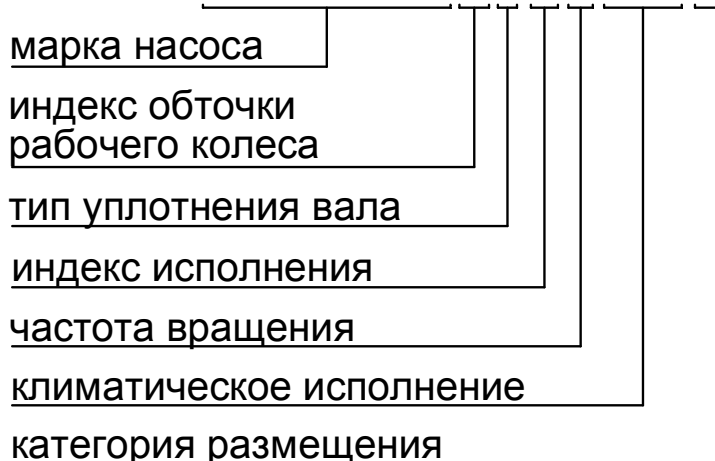 марка насоса
индекс обточки
рабочего колеса
тип уплотнения вала
индекс исполнения
частота вращения
климатическое исполнение
категория размещения